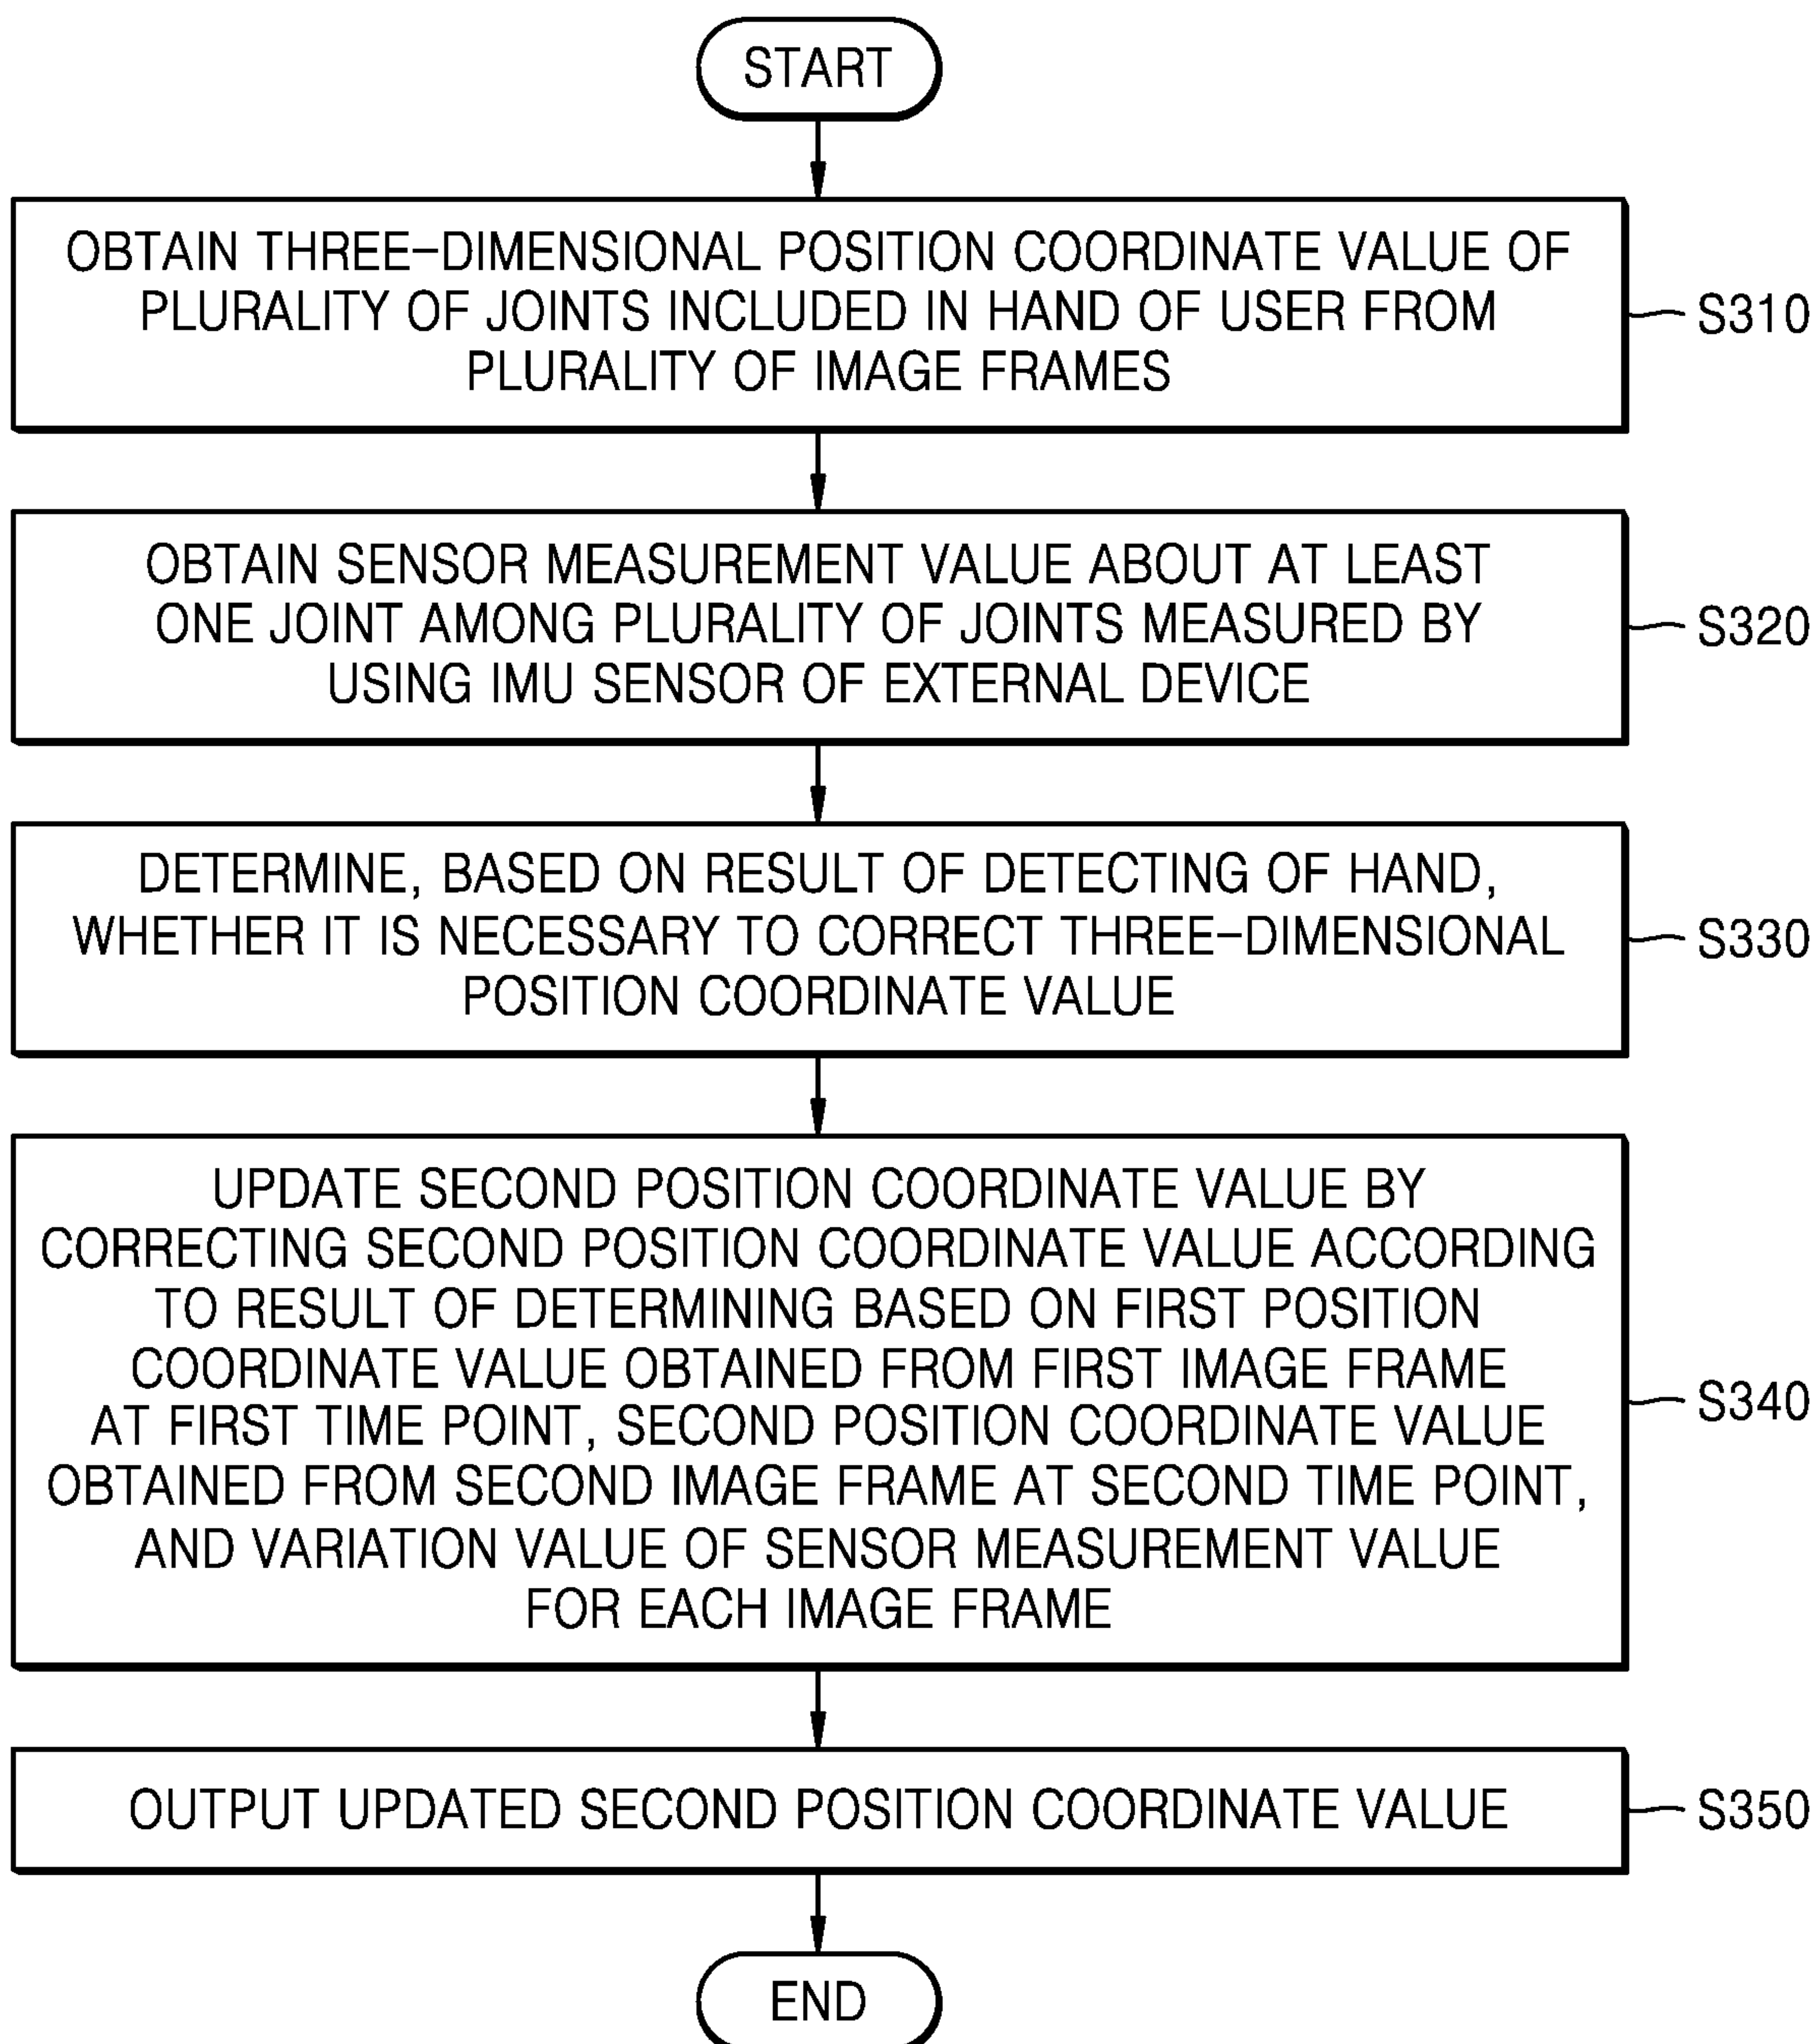 START
OBTAIN THREE-DIMENSIONAL POSITION COORDINATE VALUE OF
PLURALITY OF JOINTS INCLUDED IN HAND OF USER FROM
PLURALITY OF IMAGE FRAMES
S310
OBTAIN SENSOR MEASUREMENT VALUE ABOUT AT LEAST
ONE JOINT AMONG PLURALITY OF JOINTS MEASURED BY
USING IMU SENSOR OF EXTERNAL DEVICE
S320
DETERMINE, BASED ON RESULT OF DETECTING OF HAND,
WHETHER IT IS NECESSARY TO CORRECT THREE-DIMENSIONAL
POSITION COORDINATE VALUE
S330
UPDATE SECOND POSITION COORDINATE VALUE BY
CORRECTING SECOND POSITION COORDINATE VALUE ACCORDING
TO RESULT OF DETERMINING BASED ON FIRST POSITION
COORDINATE VALUE OBTAINED FROM FIRST IMAGE FRAME
AT FIRST TIME POINT, SECOND POSITION COORDINATE VALUE
OBTAINED FROM SECOND IMAGE FRAME AT SECOND TIME POINT,
AND VARIATION VALUE OF SENSOR MEASUREMENT VALUE
FOR EACH IMAGE FRAME
S340
OUTPUT UPDATED SECOND POSITION COORDINATE VALUE
S350
END